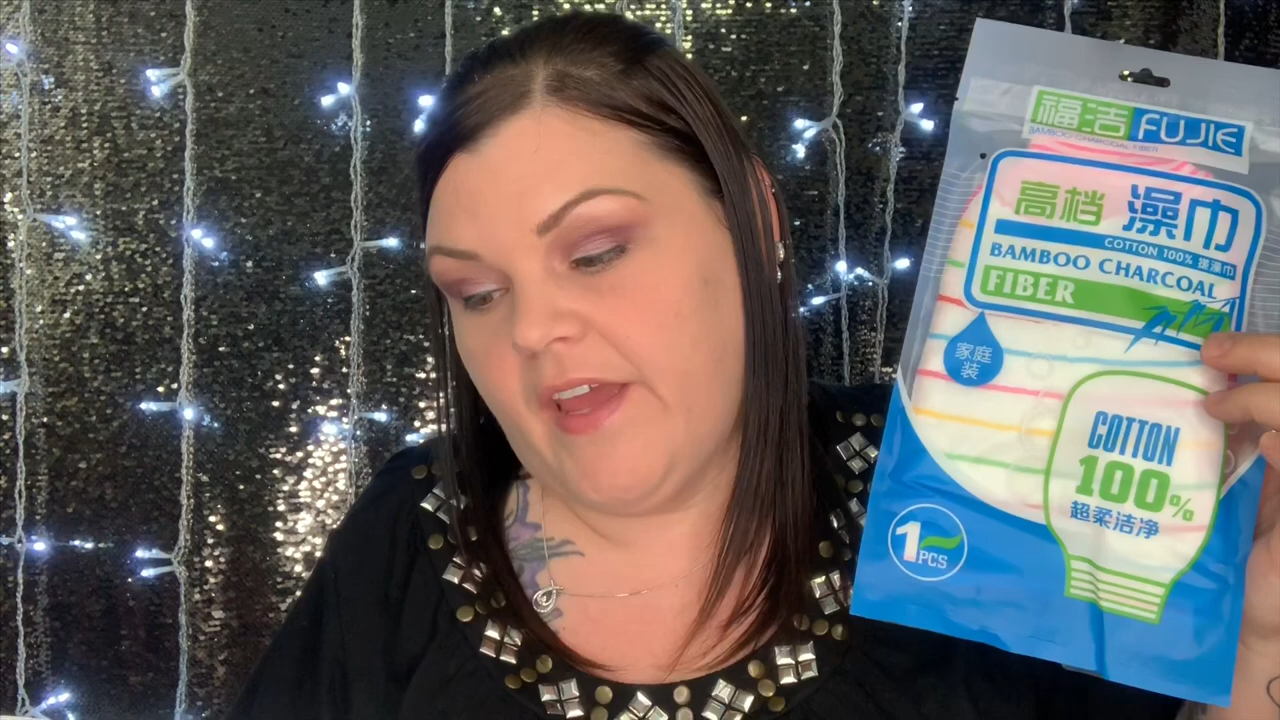 福洁 FUJIE
BAMBOO CHARCOAL FIBER
高档 澡巾
COTTON 100% 搓澡巾
BAMBOO CHARCOAL
FIBER
家庭
装
COTTON
100%
超柔洁净
1PCS